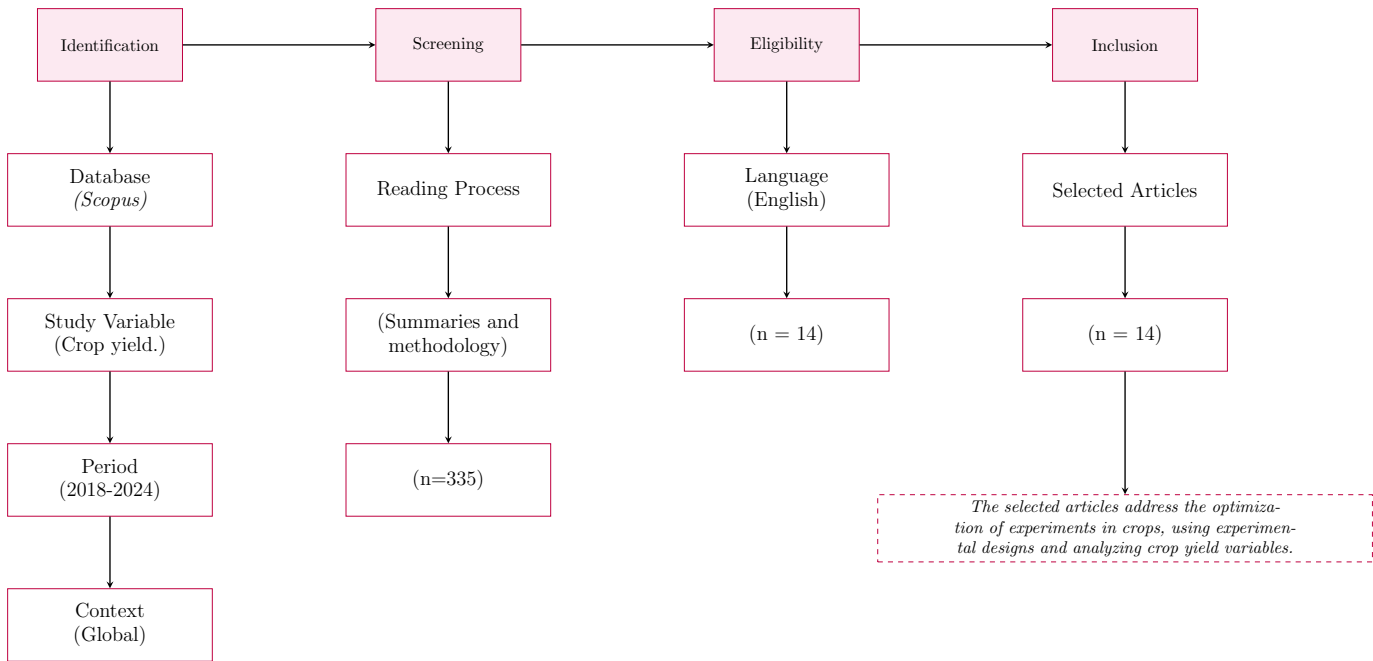 Identification
Screening
Eligibility
Inclusion
Database
(Scopus)
Reading Process
Language
(English)
Selected Articles
Study Variable
(Crop yield.)
(Summaries and
methodology)
(n = 14)
(n = 14)
Period
(2018-2024)
(n=335)
The selected articles address the optimiza-
tion of experiments in crops, using experimen-
tal designs and analyzing crop yield variables.
Context
(Global)